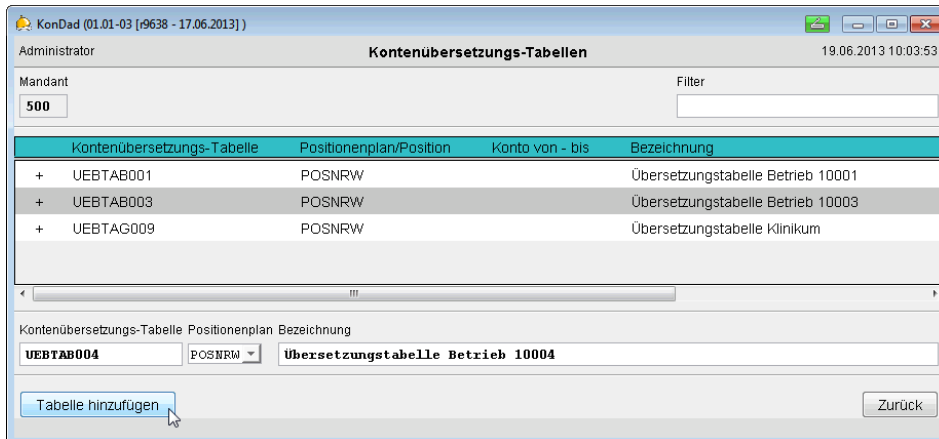 KonDad (01.01-03 [r9638 - 17.06.2013] )
Administrator Kontenübersetzungs-Tabellen 19.06.2013 10:03:53
Mandant Filter
500
Kontenübersetzungs-Tabelle Positionenplan/Position Konto von - bis Bezeichnung
+ UEBTAB001 POSNRW Übersetzungstabelle Betrieb 10001
+ UEBTAB003 POSNRW Übersetzungstabelle Betrieb 10003
+ UEBTAG009 POSNRW Übersetzungstabelle Klinikum
Kontenübersetzungs-Tabelle Positionenplan Bezeichnung
UEBTAB004 POSNRW Übersetzungstabelle Betrieb 10004
Tabelle hinzufügen Zurück